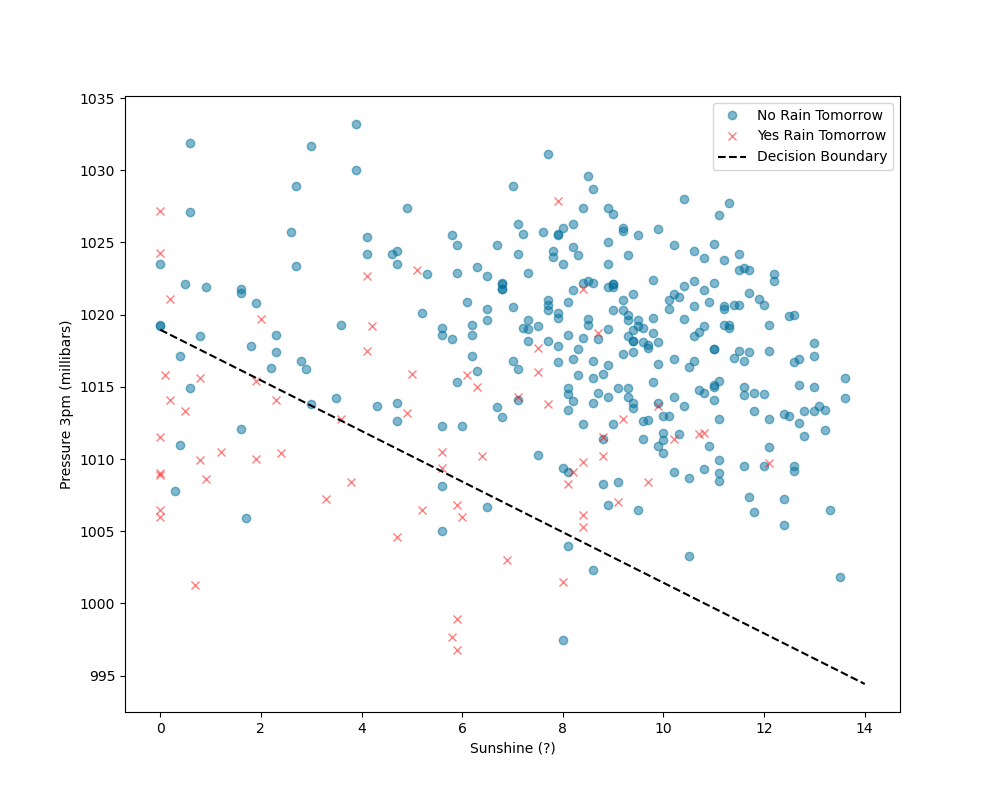 1035
1030
1025
1020
1015
1010
1005
1000
995
Pressure 3pm (millibars)
No Rain Tomorrow
Yes Rain Tomorrow
Decision Boundary
0 2 4 6 8 10 12 14
Sunshine (?)